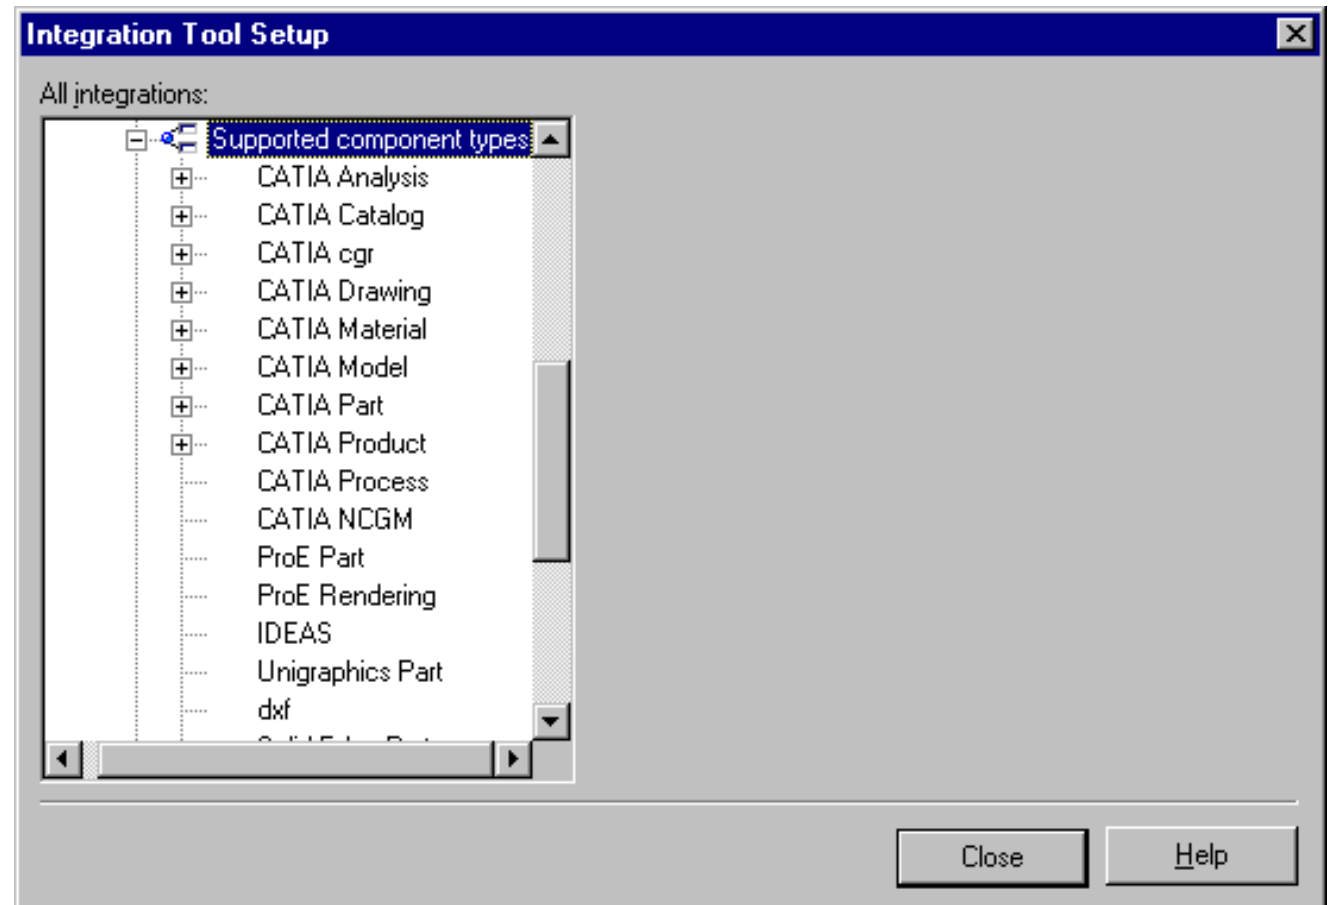 Integration Tool Setup
All integrations:
Supported component types
CATIA Analysis
CATIA Catalog
CATIA cgr
CATIA Drawing
CATIA Material
CATIA Model
CATIA Part
CATIA Product
CATIA Process
CATIA NCGM
ProE Part
ProE Rendering
IDEAS
Unigraphics Part
dxf
Close
Help